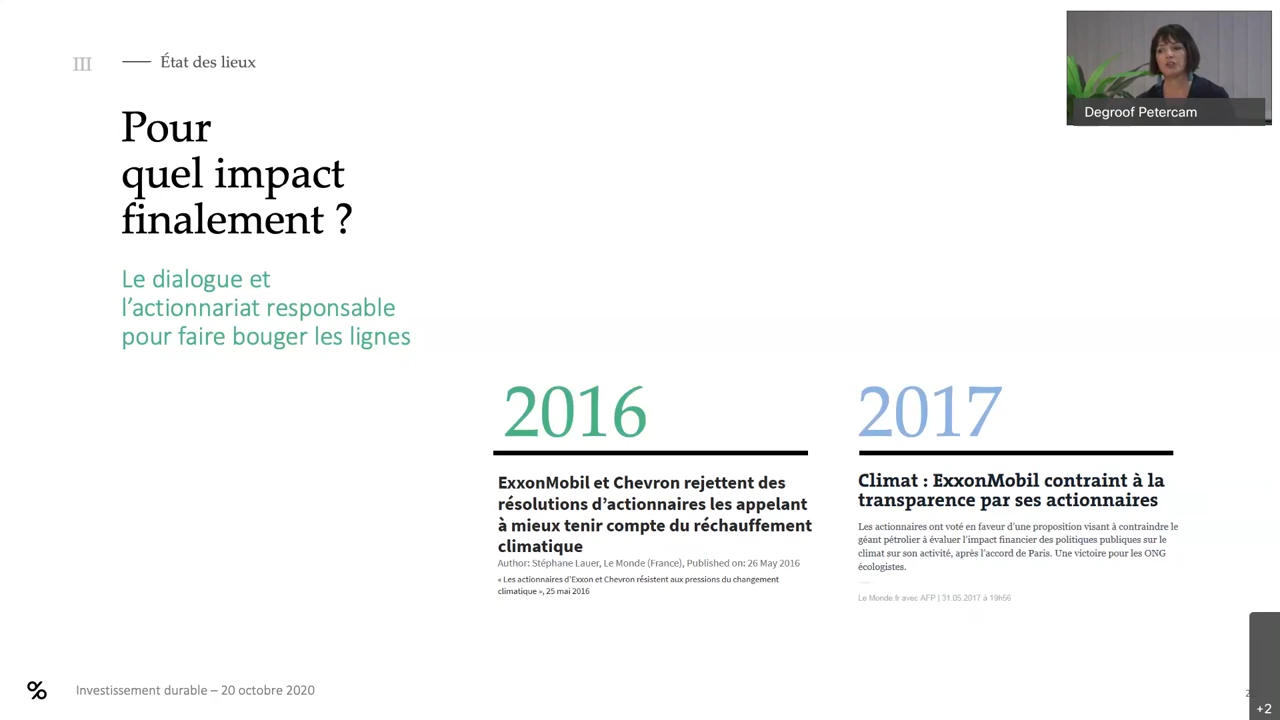 III
État des lieux
Pour
quel impact
finalement ?
Le dialogue et
l’actionnariat responsable
pour faire bouger les lignes
Degroof Petercam
2016
ExxonMobil et Chevron rejettent des
résolutions d’actionnaires les appelant
à mieux tenir compte du réchauffement
climatique
Author: Stéphane Lauer, Le Monde (France), Published on: 26 May 2016
« Les actionnaires d’Exxon et Chevron résistent aux pressions du changement
climatique », 25 mai 2016
2017
Climat : ExxonMobil contraint à la
transparence par ses actionnaires
Les actionnaires ont voté en faveur d’une proposition visant à contraindre le
géant pétrolier à évaluer l’impact financier des politiques publiques sur le
climat sur son activité, après l’accord de Paris. Une victoire pour les ONG
écologistes.
Le Monde.fr avec AFP | 31.05.2017 à 19h56
Investissement durable – 20 octobre 2020
+2